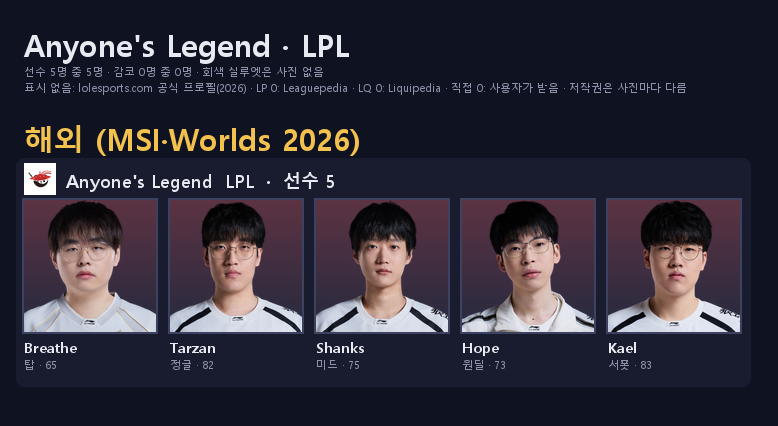 Anyone's Legend · LPL
선수 5명 중 5명 · 감코 0명 중 0명 · 회색 실루엣은 사진 없음
표시 없음: lolesports.com 공식 프로필(2026) · LP 0: Leaguepedia · LQ 0: Liquipedia · 직접 0: 사용자가 받음 · 저작권은 사진마다 다름
해외 (MSI·Worlds 2026)
Anyone's Legend LPL · 선수 5
Breathe Tarzan Shanks Hope Kael
탑 · 65 정글 · 82 미드 · 75 원딜 · 73 서폿 · 83